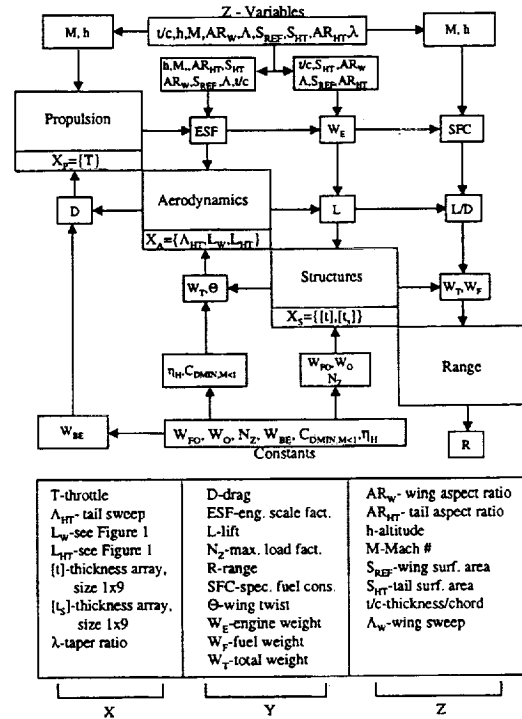 Z - Variables
M, h
t/c,h,M,AR_W,Λ,S_REF,S_HT,AR_HT,λ
M, h
h,M,,AR_HT,S_HT
AR_W,S_REF,Λ,t/c
t/c,S_HT,AR_W
Λ,S_REF,AR_HT
Propulsion
ESF
W_E
SFC
X_P={T}
Aerodynamics
D
L
L/D
X_A={Λ_HT,L_W,L_HT}
Structures
W_T,Θ
W_T,W_F
X_S={[t],[t_s]}
Range
η_H,C_DMIN,M<1
W_FO,W_O
N_Z
W_BE
W_FO, W_O, N_Z, W_BE, C_DMIN,M<1,η_H
R
Constants
T-throttle
Λ_HT- tail sweep
L_W-see Figure 1
L_HT-see Figure 1
[t]-thickness array,
size 1x9
[t_S]-thickness array,
size 1x9
λ-taper ratio
D-drag
ESF-eng. scale fact.
L-lift
N_Z-max. load fact.
R-range
SFC-spec. fuel cons.
Θ-wing twist
W_E-engine weight
W_F-fuel weight
W_T-total weight
AR_W- wing aspect ratio
AR_HT- tail aspect ratio
h-altitude
M-Mach #
S_REF-wing surf. area
S_HT-tail surf. area
t/c-thickness/chord
Λ_W-wing sweep
X
Y
Z